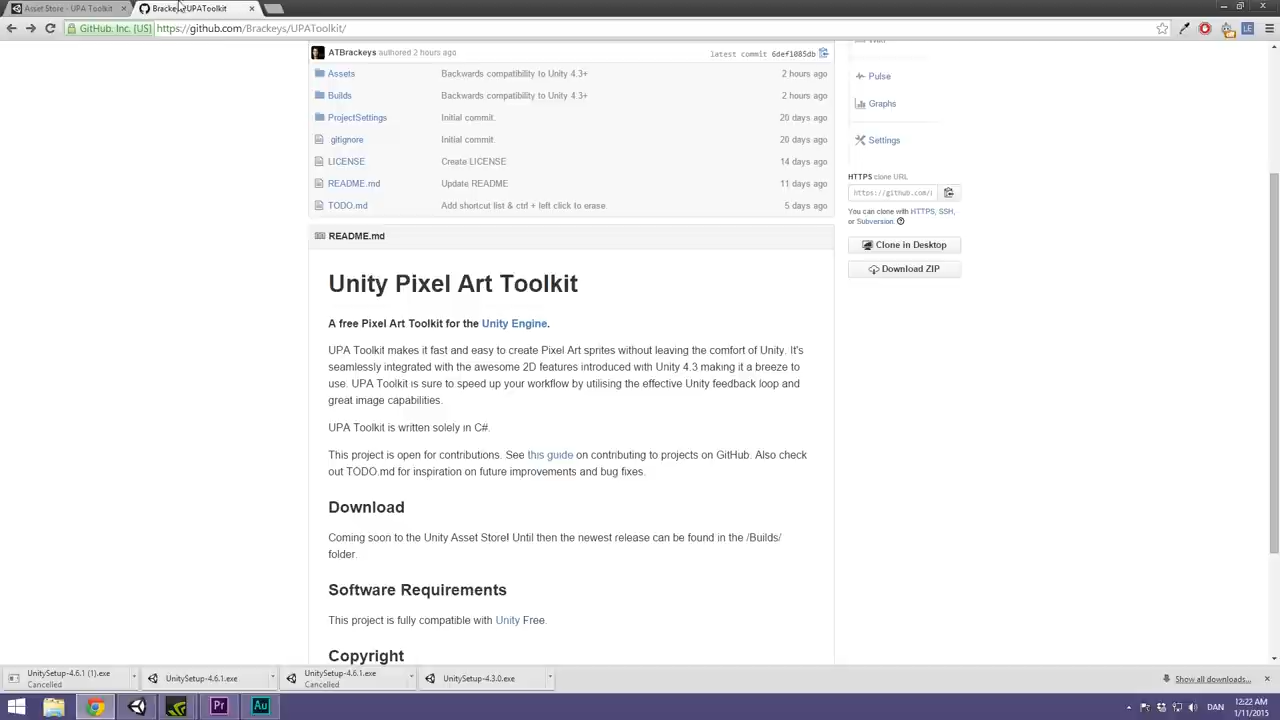 Asset Store - UPA Toolkit
Brackeys/UPAToolkit
GitHub, Inc. [US] https://github.com/Brackeys/UPAToolkit/
ATBrackeys authored 2 hours ago
latest commit 6def1085db
Assets Backwards compatibility to Unity 4.3+ 2 hours ago
Builds Backwards compatibility to Unity 4.3+ 2 hours ago
ProjectSettings Initial commit. 20 days ago
.gitignore Initial commit. 20 days ago
LICENSE Create LICENSE 14 days ago
README.md Update README 11 days ago
TODO.md Add shortcut list & ctrl + left click to erase. 5 days ago
Pulse
Graphs
Settings
HTTPS clone URL
https://github.com/
You can clone with HTTPS, SSH,
or Subversion.
Clone in Desktop
Download ZIP
README.md
Unity Pixel Art Toolkit
A free Pixel Art Toolkit for the Unity Engine.
UPA Toolkit makes it fast and easy to create Pixel Art sprites without leaving the comfort of Unity. It's
seamlessly integrated with the awesome 2D features introduced with Unity 4.3 making it a breeze to
use. UPA Toolkit is sure to speed up your workflow by utilising the effective Unity feedback loop and
great image capabilities.
UPA Toolkit is written solely in C#.
This project is open for contributions. See this guide on contributing to projects on GitHub. Also check
out TODO.md for inspiration on future improvements and bug fixes.
Download
Coming soon to the Unity Asset Store! Until then the newest release can be found in the /Builds/
folder.
Software Requirements
This project is fully compatible with Unity Free.
Copyright
UnitySetup-4.6.1 (1).exe
Cancelled
UnitySetup-4.6.1.exe
UnitySetup-4.6.1.exe
Cancelled
UnitySetup-4.3.0.exe
Show all downloads...
Pr
Au
DAN
12:22 AM
1/11/2015